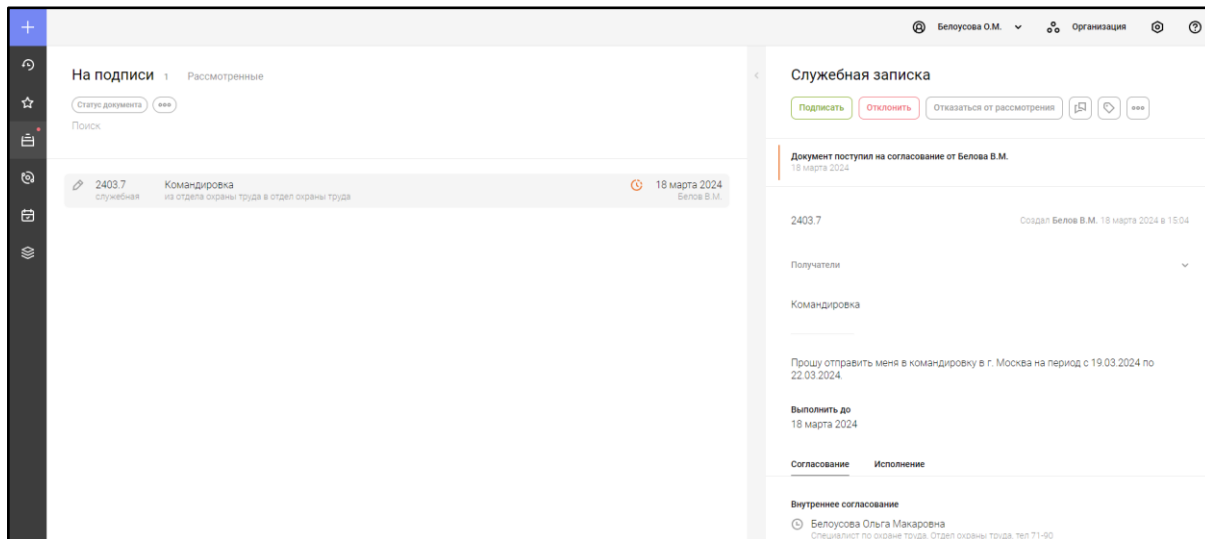 Белоусова О.М.
Организация
На подписи 1 Рассмотренные
Статус документа
Поиск
2403.7 Командировка 18 марта 2024
служебная из отдела охраны труда в отдел охраны труда Белов В.М.
Служебная записка
Подписать Отклонить Отказаться от рассмотрения
Документ поступил на согласование от Белова В.М.
18 марта 2024
2403.7 Создал Белов В.М. 18 марта 2024 в 15:04
Получатели
Командировка
Прошу отправить меня в командировку в г. Москва на период с 19.03.2024 по
22.03.2024.
Выполнить до
18 марта 2024
Согласование Исполнение
Внутреннее согласование
Белоусова Ольга Макаровна
Специалист по охране труда, Отдел охраны труда, тел 71-90